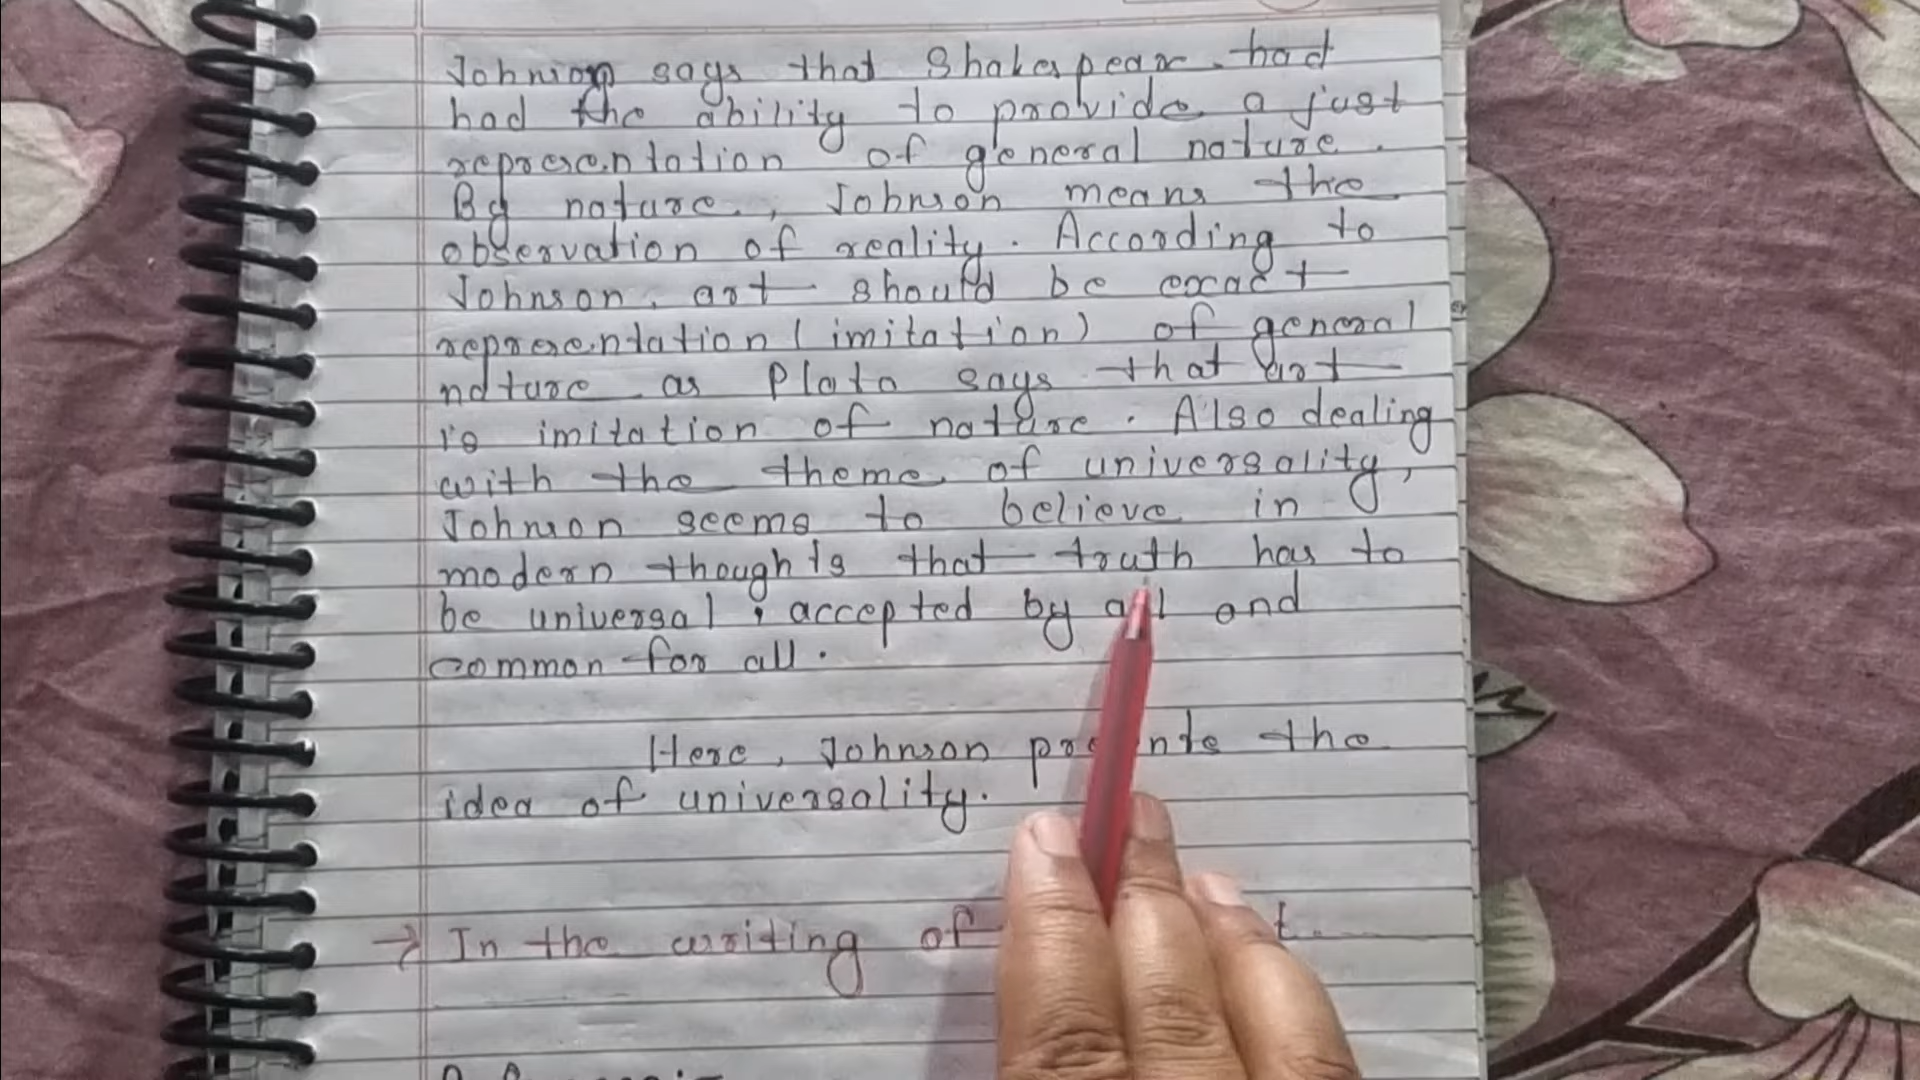 Johnson says that Shakespeare had
had the ability to provide a just
representation of general nature.
By nature, Johnson means the
observation of reality. According to
Johnson, art should be exact
representation (imitation) of general
nature as Plato says that art
is imitation of nature. Also dealing
with the theme of universality,
Johnson seems to believe in
modern thoughts that truth has to
be universal, accepted by all and
common for all.
Here, Johnson the
idea of universality.
→ In the writing of